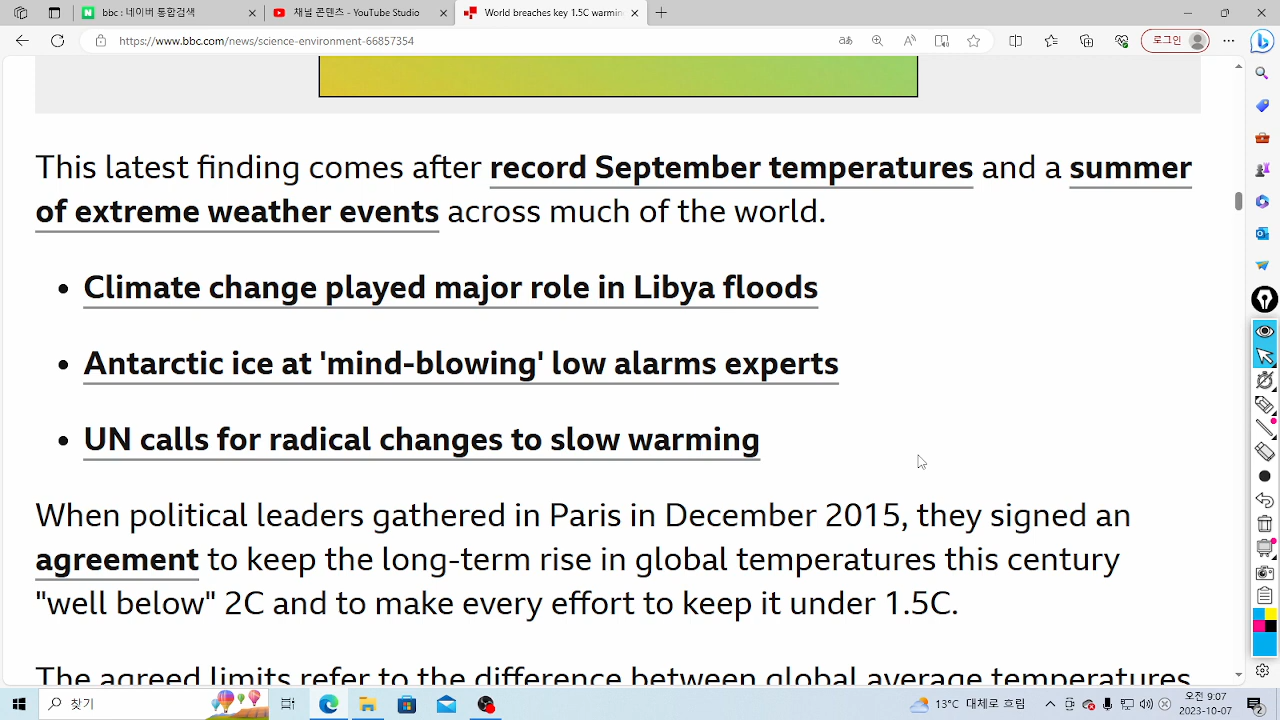 bbc : 네이버 통합검색
채널 콘텐츠 - YouTube Studio
World breaches key 1.5C warmin
https://www.bbc.com/news/science-environment-66857354
로그인
This latest finding comes after record September temperatures and a summer
of extreme weather events across much of the world.
• Climate change played major role in Libya floods
• Antarctic ice at 'mind-blowing' low alarms experts
• UN calls for radical changes to slow warming
When political leaders gathered in Paris in December 2015, they signed an
agreement to keep the long-term rise in global temperatures this century
"well below" 2C and to make every effort to keep it under 1.5C.
The agreed limits refer to the difference between global average temperatures
찾기
13°C 대체로 흐림
오전 9:07
2023-10-07
2